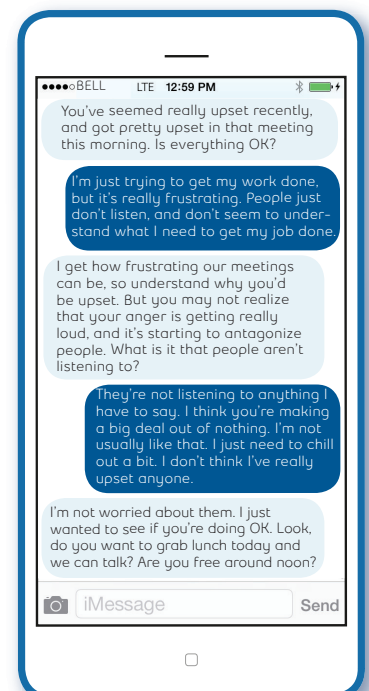 BELL LTE 12:59 PM
You've seemed really upset recently,
and got pretty upset in that meeting
this morning. Is everything OK?
I'm just trying to get my work done,
but it's really frustrating. People just
don't listen, and don't seem to under-
stand what I need to get my job done.
I get how frustrating our meetings
can be, so understand why you'd
be upset. But you may not realize
that your anger is getting really
loud, and it's starting to antagonize
people. What is it that people aren't
listening to?
They're not listening to anything I
have to say. I think you're making
a big deal out of nothing. I'm not
usually like that. I just need to chill
out a bit. I don't think I've really
upset anyone.
I'm not worried about them. I just
wanted to see if you're doing OK. Look,
do you want to grab lunch today and
we can talk? Are you free around noon?
iMessage Send